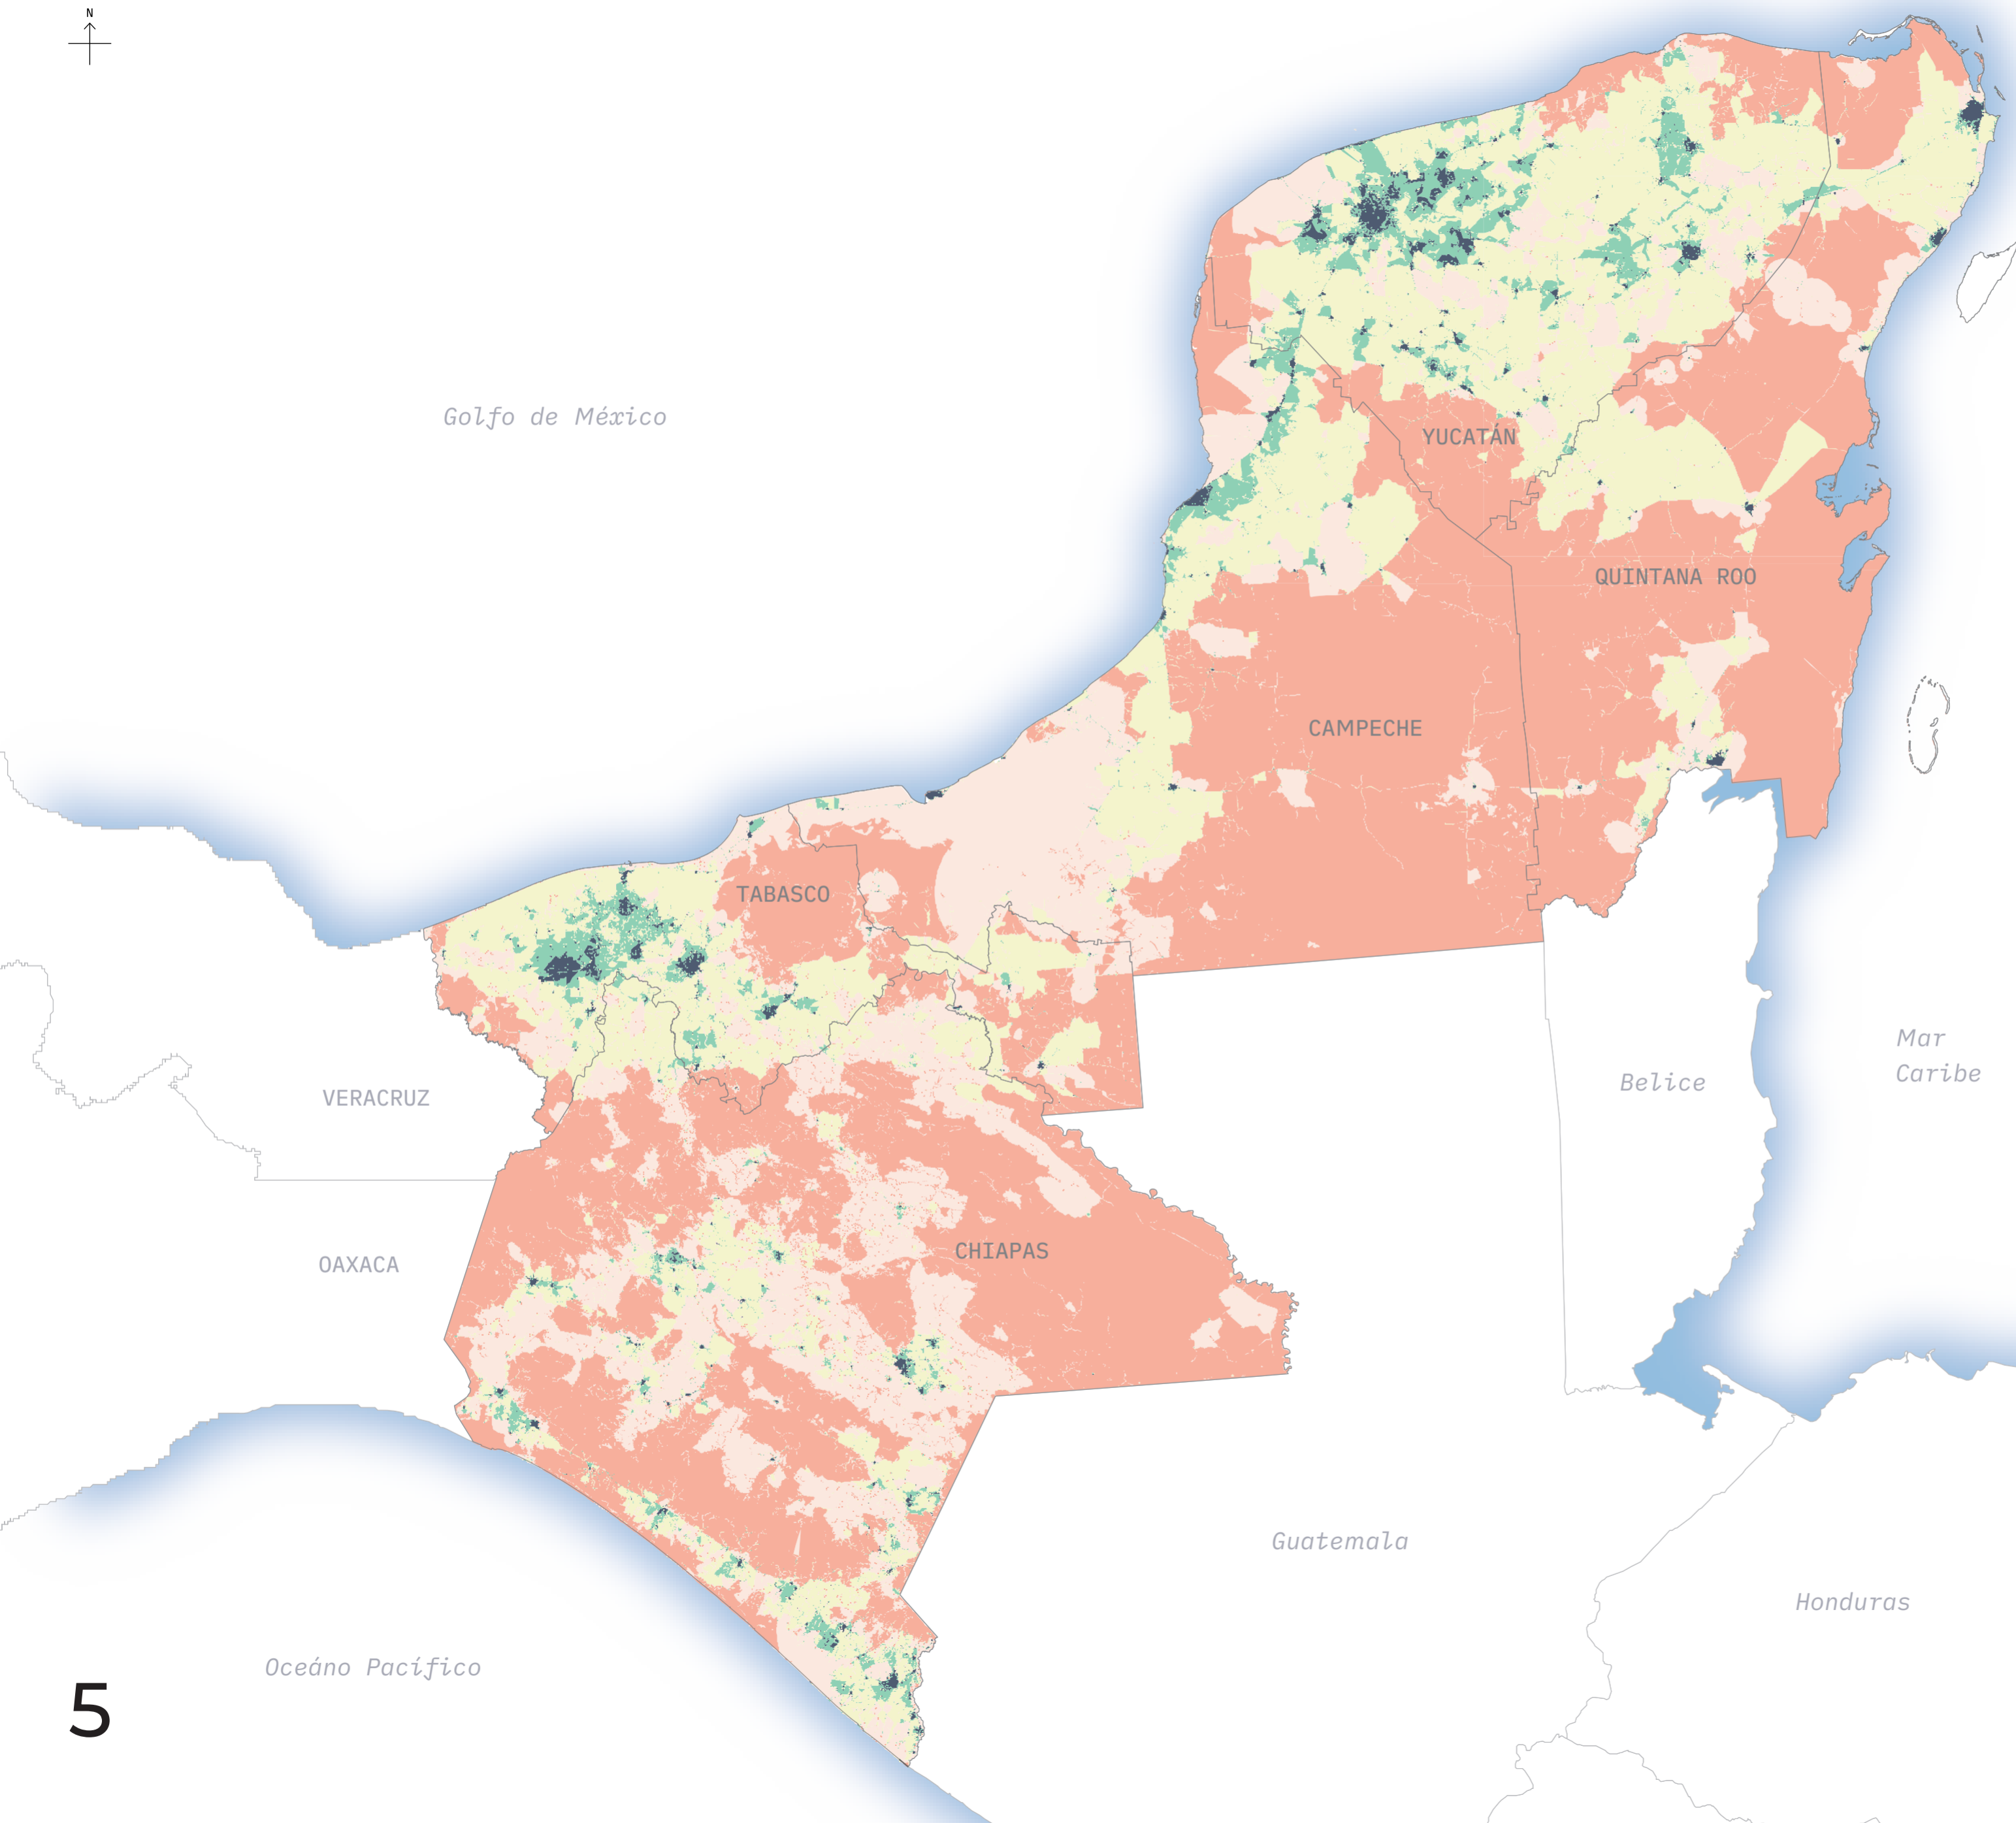 N
Golfo de México
YUCATÁN
QUINTANA ROO
CAMPECHE
TABASCO
Mar
Caribe
Belice
VERACRUZ
CHIAPAS
OAXACA
Guatemala
Honduras
Oceáno Pacífico
5